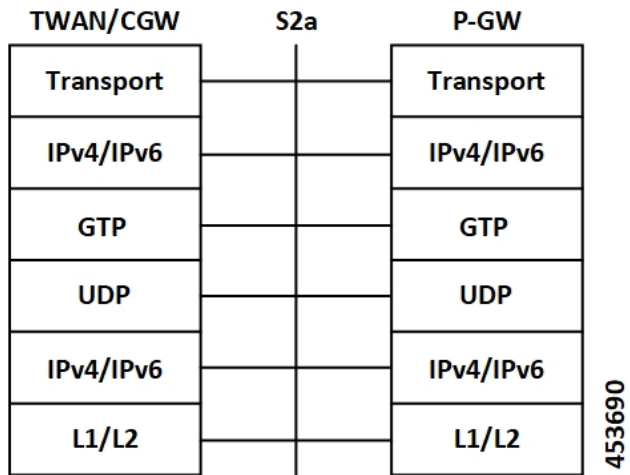 TWAN/CGW S2a P-GW
Transport Transport
IPv4/IPv6 IPv4/IPv6
GTP GTP
UDP UDP
IPv4/IPv6 IPv4/IPv6
L1/L2 L1/L2
453690